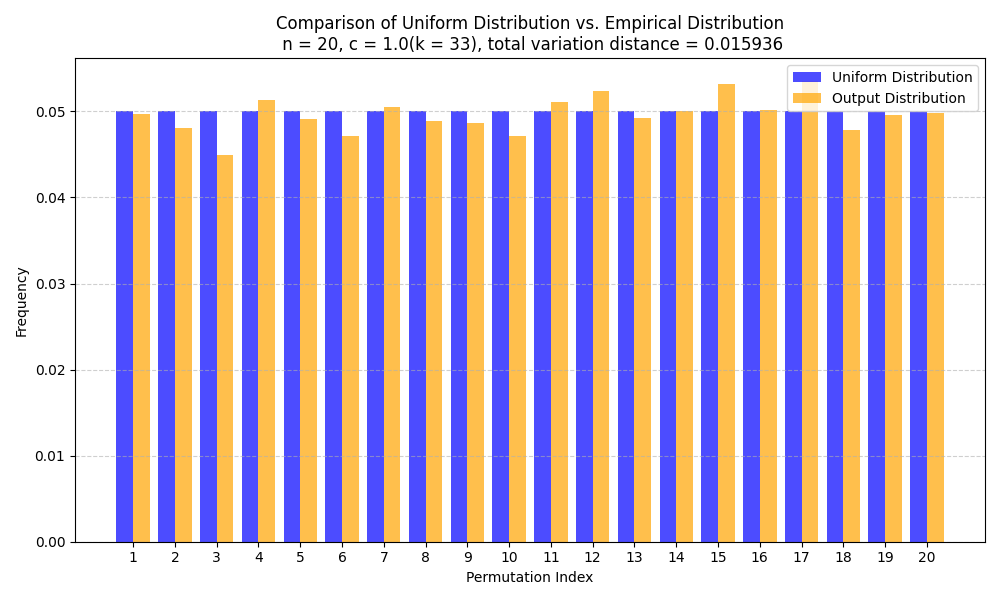 Comparison of Uniform Distribution vs. Empirical Distribution
n = 20, c = 1.0(k = 33), total variation distance = 0.015936
Uniform Distribution
Output Distribution
0.05
0.04
0.03
0.02
0.01
0.00
Frequency
1 2 3 4 5 6 7 8 9 10 11 12 13 14 15 16 17 18 19 20
Permutation Index